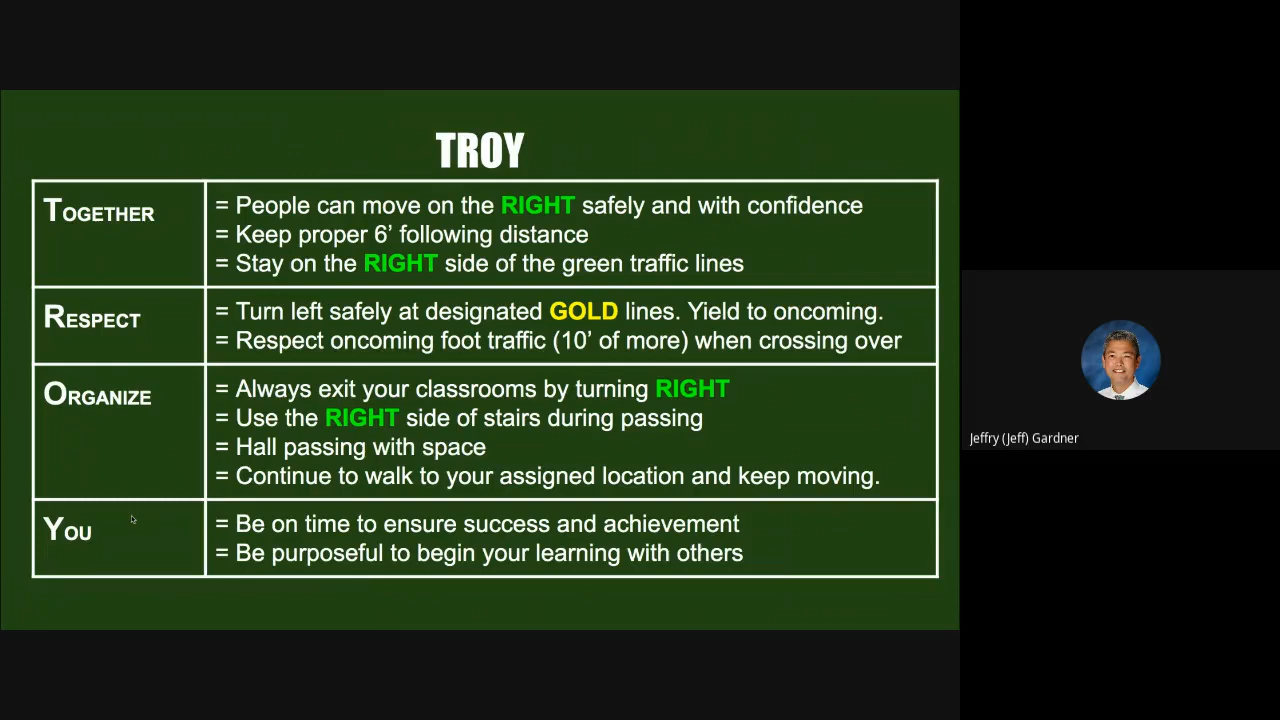 TROY
TOGETHER
= People can move on the RIGHT safely and with confidence
= Keep proper 6’ following distance
= Stay on the RIGHT side of the green traffic lines
RESPECT
= Turn left safely at designated GOLD lines. Yield to oncoming.
= Respect oncoming foot traffic (10’ of more) when crossing over
ORGANIZE
= Always exit your classrooms by turning RIGHT
= Use the RIGHT side of stairs during passing
= Hall passing with space
= Continue to walk to your assigned location and keep moving.
YOU
= Be on time to ensure success and achievement
= Be purposeful to begin your learning with others
Jeffry (Jeff) Gardner